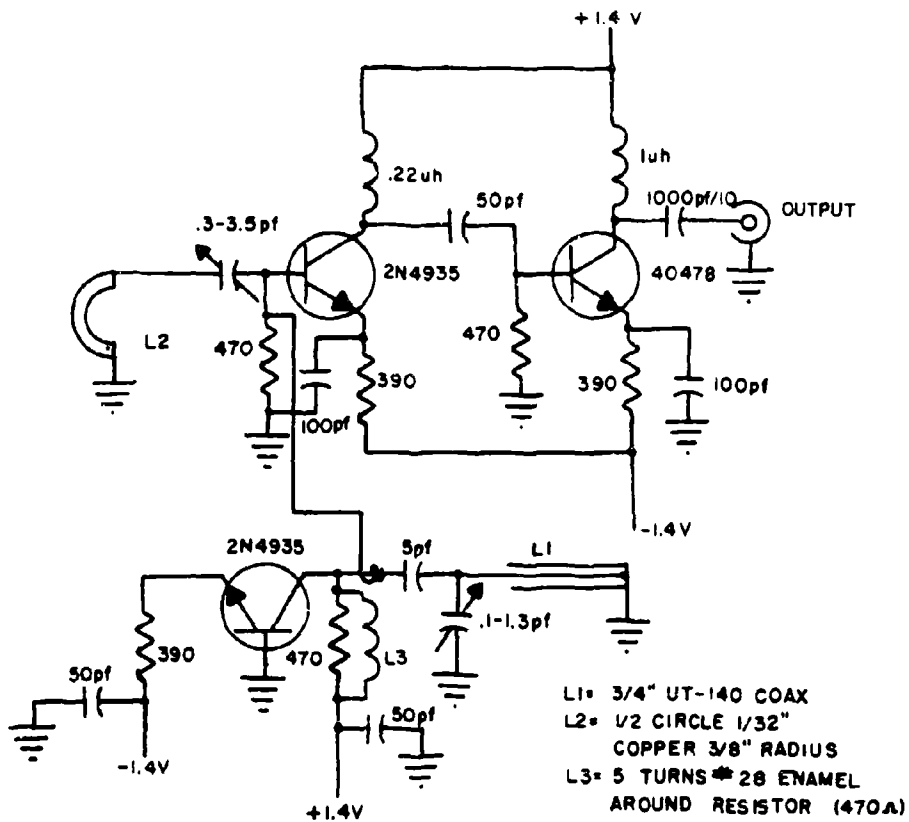 +1.4 V
.22uh
1uh
50pf
1000pf/10
OUTPUT
.3-3.5pf
2N4935
40478
L2
470
390
100pf
470
390
100pf
-1.4V
2N4935
5pf
L1
.1-1.3pf
390
470
L3
50pf
50pf
-1.4V
+1.4V
L1= 3/4" UT-140 COAX
L2= 1/2 CIRCLE 1/32"
COPPER 3/8" RADIUS
L3= 5 TURNS # 28 ENAMEL
AROUND RESISTOR (470Ω)